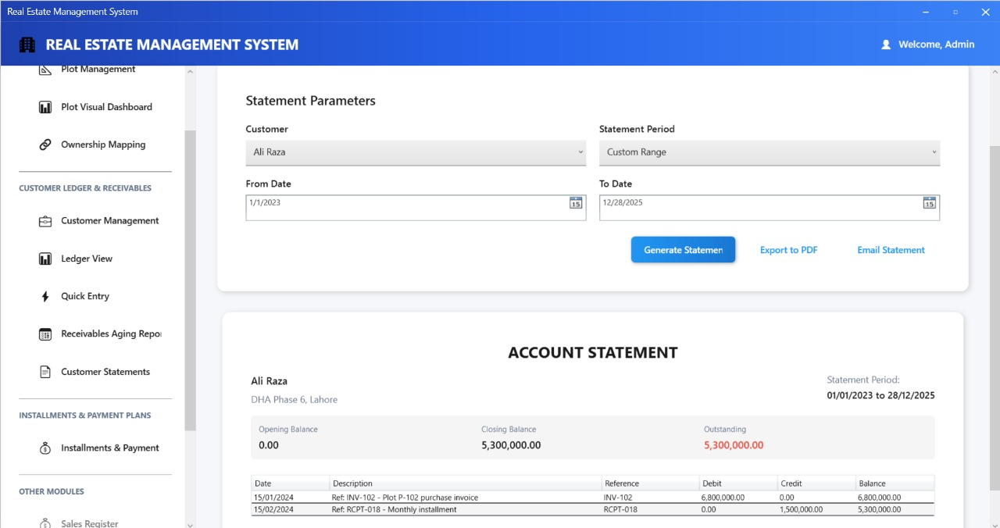 Real Estate Management System
REAL ESTATE MANAGEMENT SYSTEM
Welcome, Admin
Plot Management
Plot Visual Dashboard
Ownership Mapping
CUSTOMER LEDGER & RECEIVABLES
Customer Management
Ledger View
Quick Entry
Receivables Aging Repo
Customer Statements
INSTALLMENTS & PAYMENT PLANS
Installments & Payment
OTHER MODULES
Sales Register
Statement Parameters
Customer Statement Period
Ali Raza Custom Range
From Date To Date
1/1/2023 15 12/28/2025 15
Generate Statemen Export to PDF Email Statement
ACCOUNT STATEMENT
Ali Raza Statement Period:
DHA Phase 6, Lahore 01/01/2023 to 28/12/2025
Opening Balance Closing Balance Outstanding
0.00 5,300,000.00 5,300,000.00
Date Description Reference Debit Credit Balance
15/01/2024 Ref: INV-102 - Plot P-102 purchase invoice INV-102 6,800,000.00 0.00 6,800,000.00
15/02/2024 Ref: RCPT-018 - Monthly installment RCPT-018 0.00 1,500,000.00 5,300,000.00